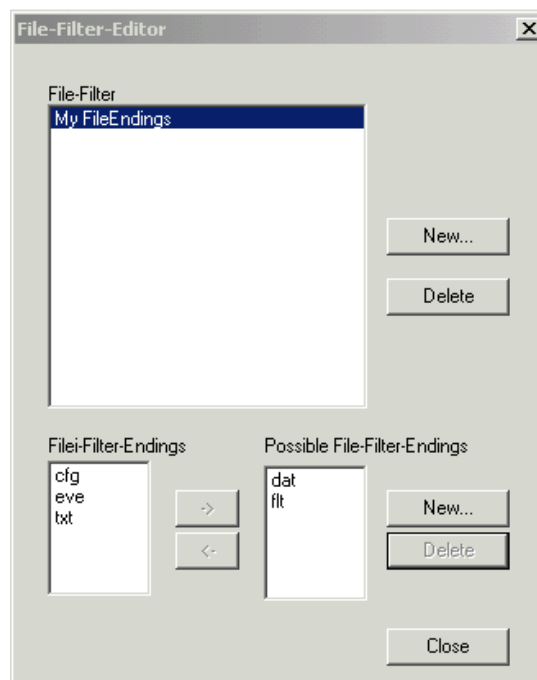 File-Filter-Editor
File-Filter
My FileEndings
New...
Delete
Filei-Filter-Endings
Possible File-Filter-Endings
cfg
eve
txt
->
<-
dat
flt
New...
Delete
Close